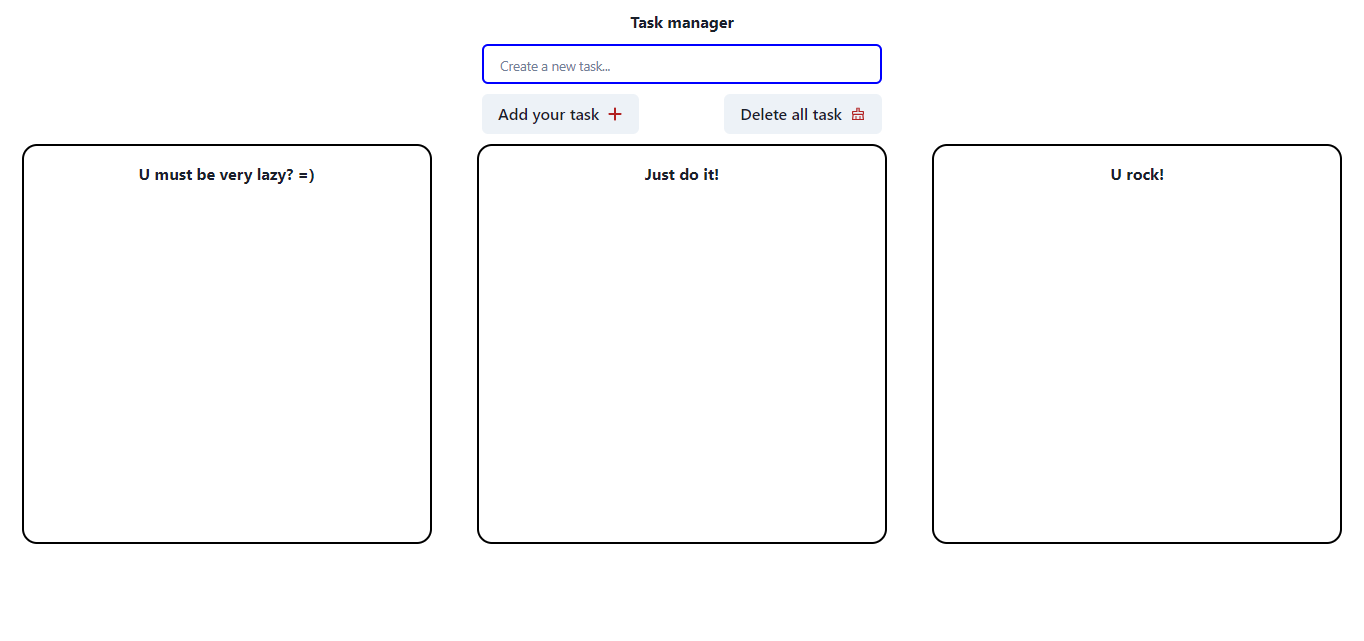 Task manager
Create a new task...
Add your task
Delete all task
U must be very lazy? =)
Just do it!
U rock!